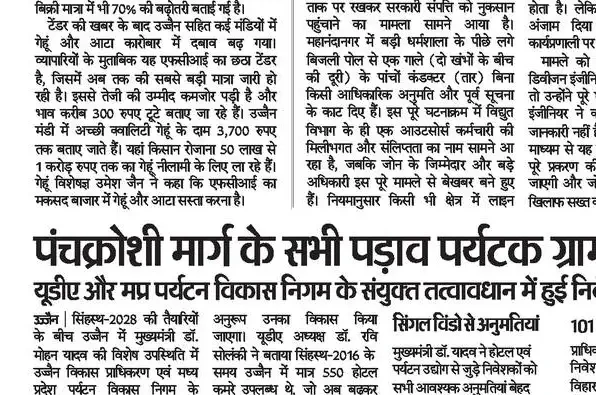 बिक्री मात्रा में भी 70% की बढ़ोतरी बताई गई है।
टेंडर की खबर के बाद उज्जैन सहित कई मंडियों में
गेहूं और आटा कारोबार में दबाव बढ़ गया।
व्यापारियों के मुताबिक यह एफसीआई का छठा टेंडर
है, जिसमें अब तक की सबसे बड़ी मात्रा जारी हो
रही है। इससे तेजी की उम्मीद कमजोर पड़ी है और
भाव करीब 300 रुपए टूटे बताए जा रहे हैं। उज्जैन
मंडी में अच्छी क्वालिटी गेहूं के दाम 3,700 रुपए
तक बताए जाते हैं। यहां किसान रोजाना 50 लाख से
1 करोड़ रुपए तक का गेहूं नीलामी के लिए ला रहे हैं।
गेहूं विशेषज्ञ उमेश जैन ने कहा कि एफसीआई का
मकसद बाजार में गेहूं और आटा सस्ता करना है।
ताक पर रखकर सरकारी संपत्ति को नुकसान
पहुंचाने का मामला सामने आया है।
महानंदानगर में बड़ी धर्मशाला के पीछे लगे
बिजली पोल से एक गाले (दो खंभों के बीच
की दूरी) के पांचों कंडक्टर (तार) बिना
किसी आधिकारिक अनुमति और पूर्व सूचना
के काट दिए हैं। इस पूरे घटनाक्रम में विद्युत
विभाग के ही एक आउटसोर्स कर्मचारी की
मिलीभगत और संलिप्तता का नाम सामने आ
रहा है, जबकि जोन के जिम्मेदार और बड़े
अधिकारी इस पूरे मामले से बेखबर बने हुए
हैं। नियमानुसार किसी भी क्षेत्र में लाइन
होता है। लेकि
अंजाम दिया
कार्यप्रणाली पर
मामले को
डिवीजन इंजीनि
तो उन्होंने पूरे
इंजीनियर ने व
जानकारी नहीं है
माध्यम से यह
पूरे प्रकरण की
जाएगी और जो
खिलाफ सख्त क
पंचक्रोशी मार्ग के सभी पड़ाव पर्यटक ग्राम
यूडीए और मप्र पर्यटन विकास निगम के संयुक्त तत्वावधान में हुई निवे
उज्जैन | सिंहस्थ-2028 की तैयारियों
के बीच उज्जैन में मुख्यमंत्री डॉ.
मोहन यादव की विशेष उपस्थिति में
उज्जैन विकास प्राधिकरण एवं मध्य
प्रदेश पर्यटन विकास निगम के
अनुरूप उनका विकास किया
जाएगा। यूडीए अध्यक्ष डॉ. रवि
सोलंकी ने बताया सिंहस्थ-2016 के
समय उज्जैन में मात्र 550 होटल
कमरे उपलब्ध थे, जो अब बढ़कर
सिंगल विंडो से अनुमतियां
मुख्यमंत्री डॉ. यादव ने होटल एवं
पर्यटन उद्योग से जुड़े निवेशकों को
सभी आवश्यक अनुमतियां बेहद
101
प्राधि
निवेश
विहार